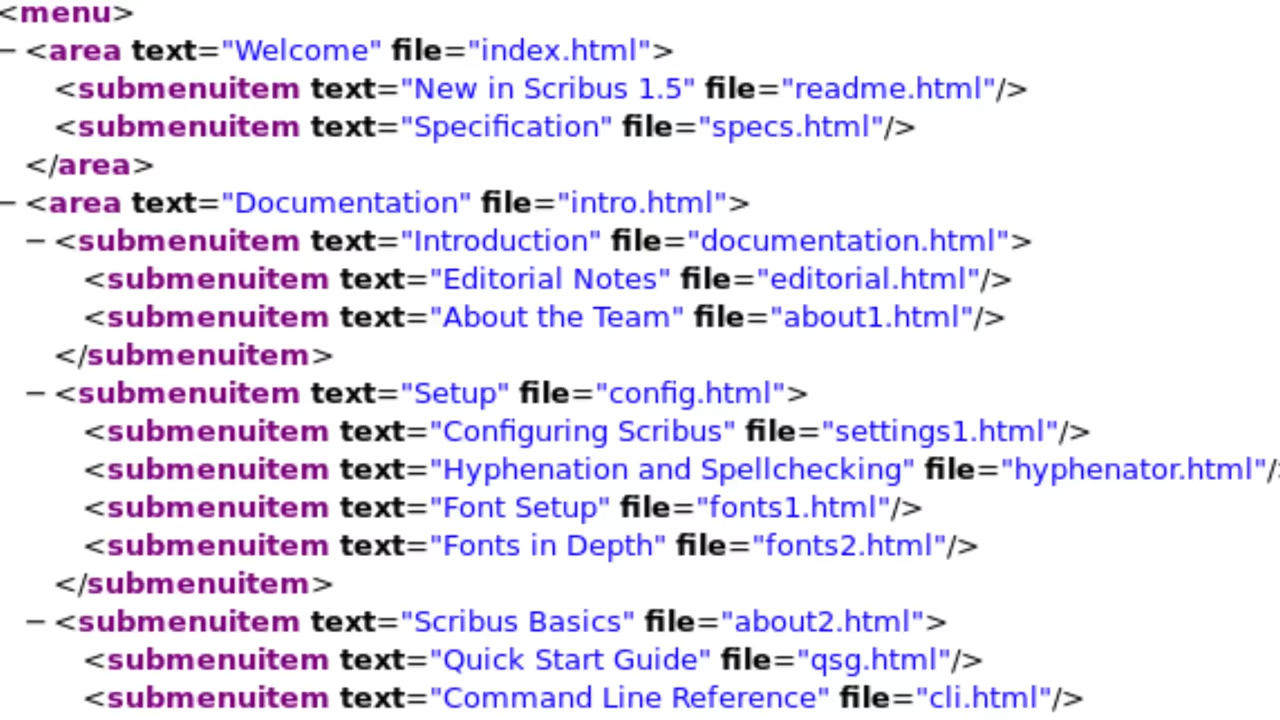 <menu>
− <area text="Welcome" file="index.html">
<submenuitem text="New in Scribus 1.5" file="readme.html"/>
<submenuitem text="Specification" file="specs.html"/>
</area>
− <area text="Documentation" file="intro.html">
− <submenuitem text="Introduction" file="documentation.html">
<submenuitem text="Editorial Notes" file="editorial.html"/>
<submenuitem text="About the Team" file="about1.html"/>
</submenuitem>
− <submenuitem text="Setup" file="config.html">
<submenuitem text="Configuring Scribus" file="settings1.html"/>
<submenuitem text="Hyphenation and Spellchecking" file="hyphenator.html"/>
<submenuitem text="Font Setup" file="fonts1.html"/>
<submenuitem text="Fonts in Depth" file="fonts2.html"/>
</submenuitem>
− <submenuitem text="Scribus Basics" file="about2.html">
<submenuitem text="Quick Start Guide" file="qsg.html"/>
<submenuitem text="Command Line Reference" file="cli.html"/>